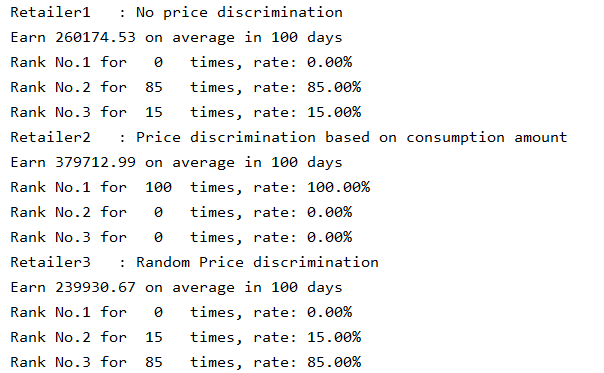 Retailer1   : No price discrimination
Earn 260174.53 on average in 100 days
Rank No.1 for   0   times, rate: 0.00%
Rank No.2 for  85   times, rate: 85.00%
Rank No.3 for  15   times, rate: 15.00%
Retailer2   : Price discrimination based on consumption amount
Earn 379712.99 on average in 100 days
Rank No.1 for  100  times, rate: 100.00%
Rank No.2 for   0   times, rate: 0.00%
Rank No.3 for   0   times, rate: 0.00%
Retailer3   : Random Price discrimination
Earn 239930.67 on average in 100 days
Rank No.1 for   0   times, rate: 0.00%
Rank No.2 for  15   times, rate: 15.00%
Rank No.3 for  85   times, rate: 85.00%